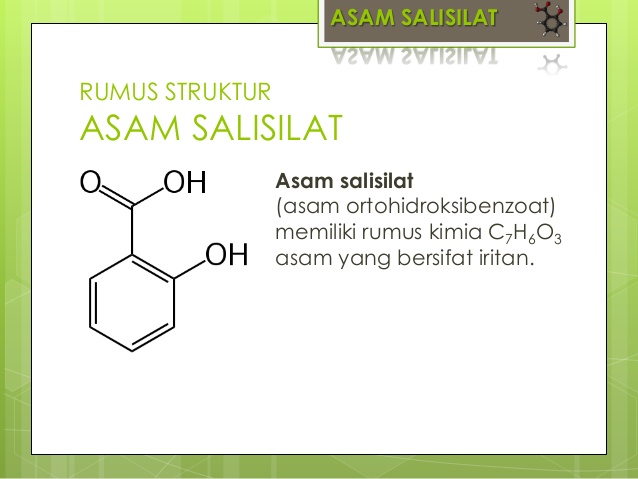 ASAM SALISILAT
RUMUS STRUKTUR
ASAM SALISILAT
O OH
OH
Asam salisilat
(asam ortohidroksibenzoat)
memiliki rumus kimia C₇H₆O₃
asam yang bersifat iritan.